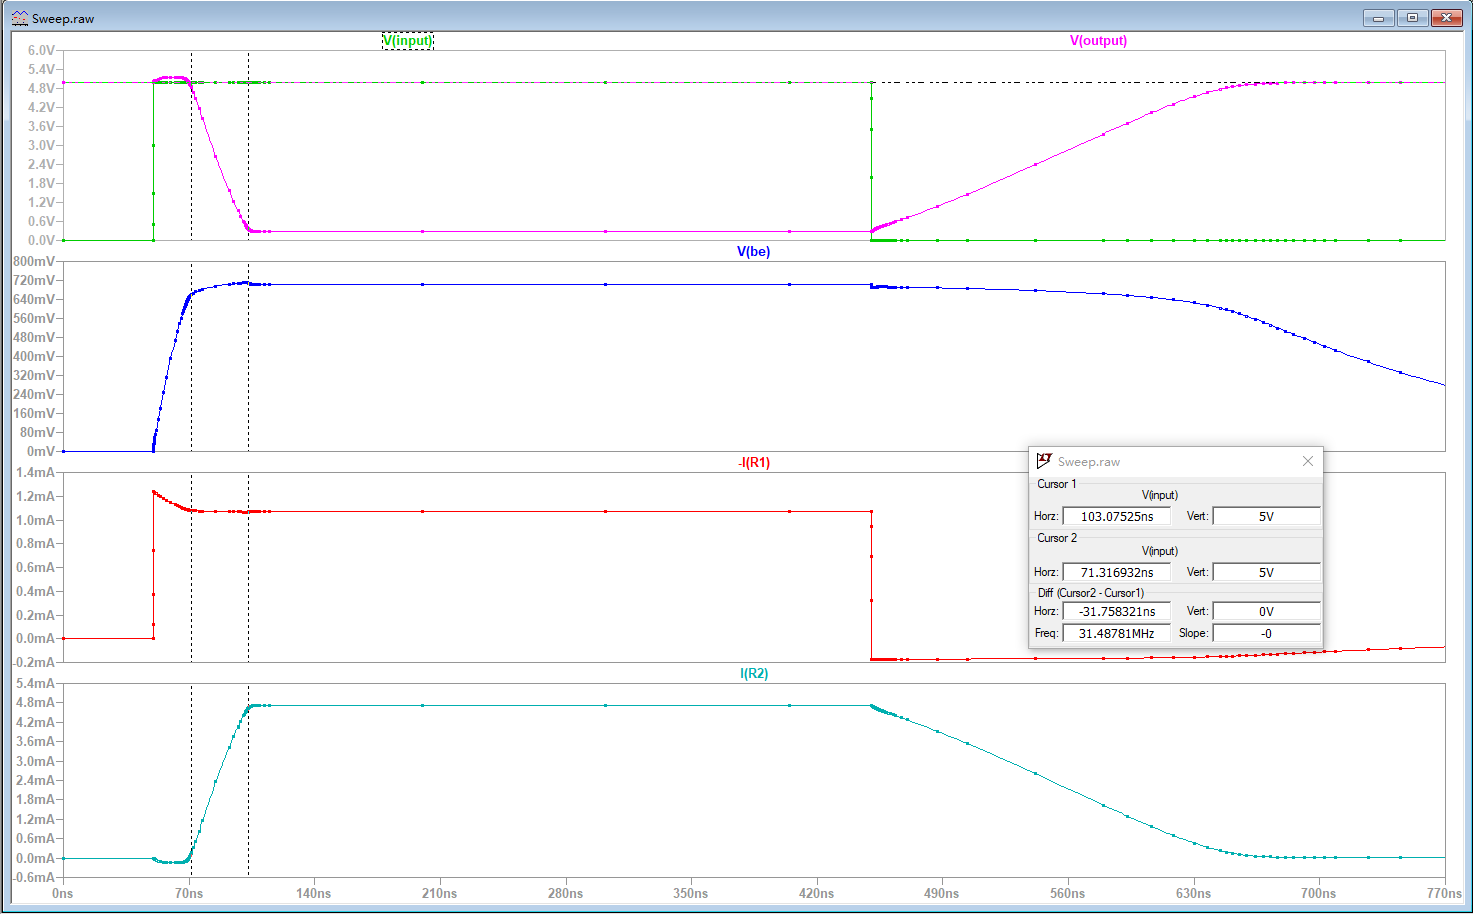 Sweep.raw
V(input) V(output)
6.0V
5.4V
4.8V
4.2V
3.6V
3.0V
2.4V
1.8V
1.2V
0.6V
0.0V
V(be)
800mV
720mV
640mV
560mV
480mV
400mV
320mV
240mV
160mV
80mV
0mV
-I(R1)
1.4mA
1.2mA
1.0mA
0.8mA
0.6mA
0.4mA
0.2mA
0.0mA
-0.2mA
I(R2)
5.4mA
4.8mA
4.2mA
3.6mA
3.0mA
2.4mA
1.8mA
1.2mA
0.6mA
0.0mA
-0.6mA
0ns 70ns 140ns 210ns 280ns 350ns 420ns 490ns 560ns 630ns 700ns 770ns
Sweep.raw
Cursor 1
V(input)
Horz: 103.07525ns Vert: 5V
Cursor 2
V(input)
Horz: 71.316932ns Vert: 5V
Diff (Cursor2 - Cursor1)
Horz: -31.758321ns Vert: 0V
Freq: 31.48781MHz Slope: -0